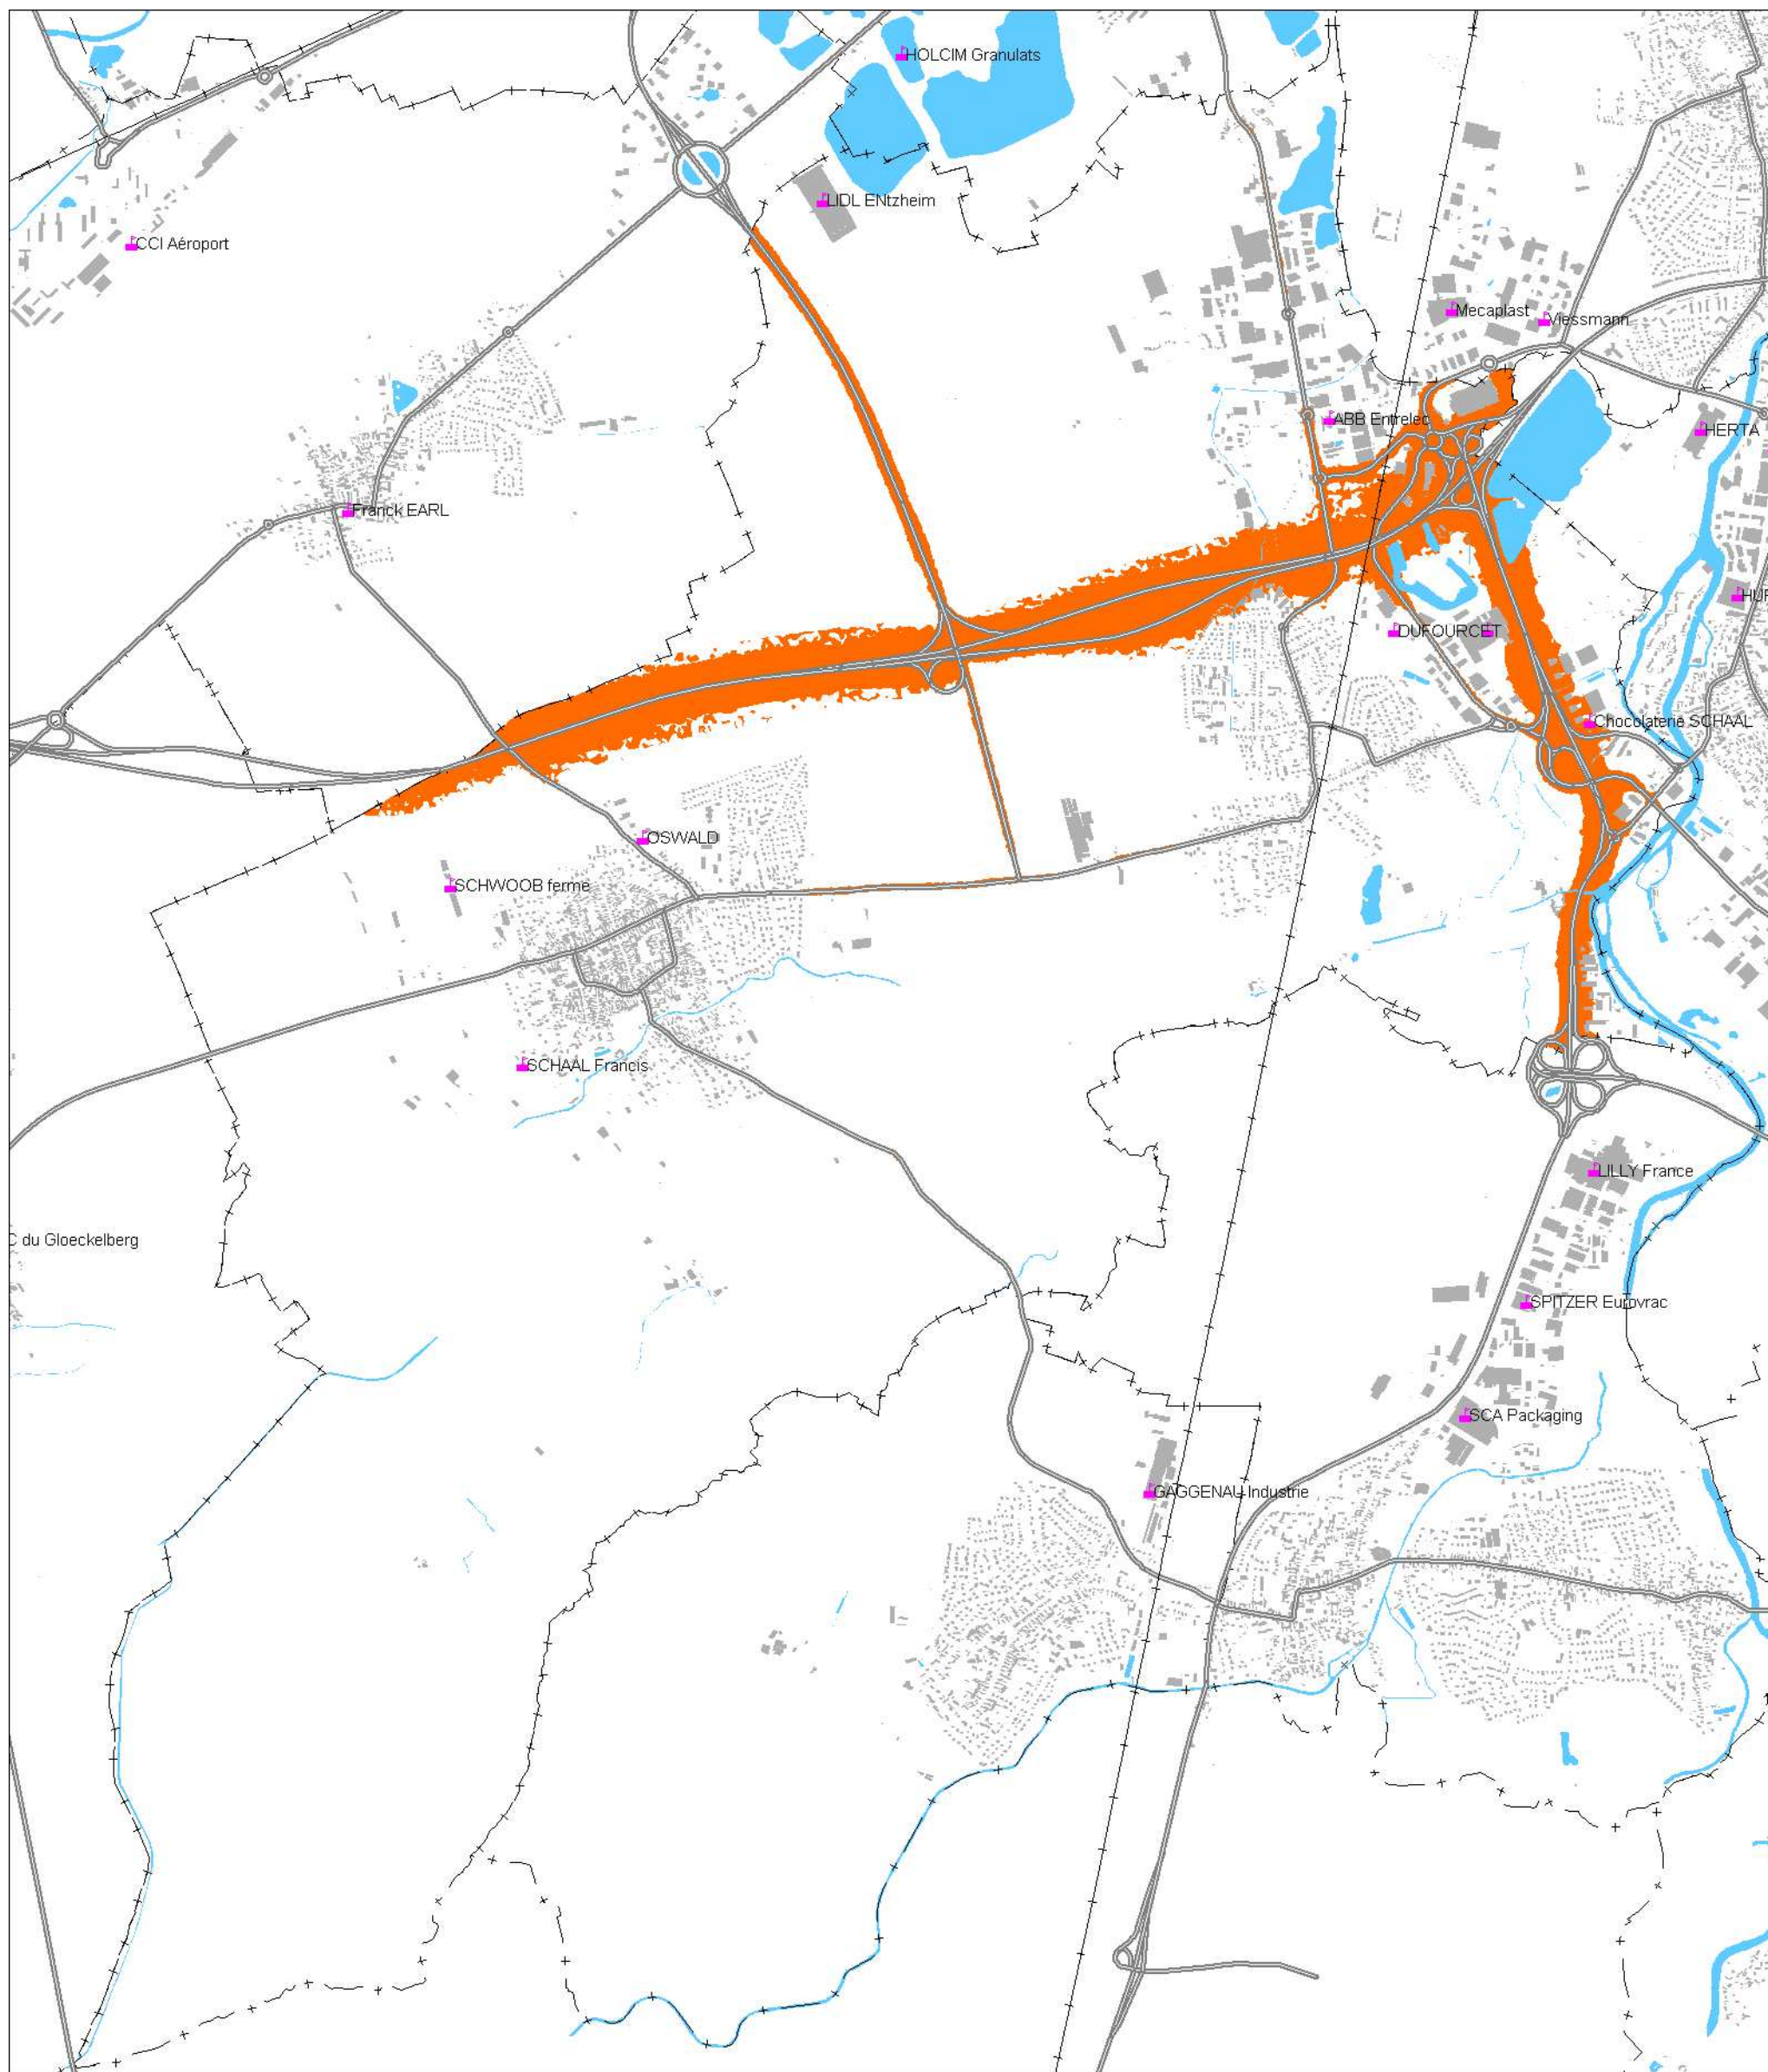 HOLCIM Granulats
LIDL ENtzheim
CCI Aéroport
Mecaplast
Viessmann
ABB Entrelec
HERTA
Franck EARL
HUR
DUFOURCET
Chocolaterie SCHAAL
OSWALD
SCHWOOB ferme
SCHAAL Francis
LILLY France
C du Gloeckelberg
SPITZER Eurovrac
SCA Packaging
GAGGENAU Industrie